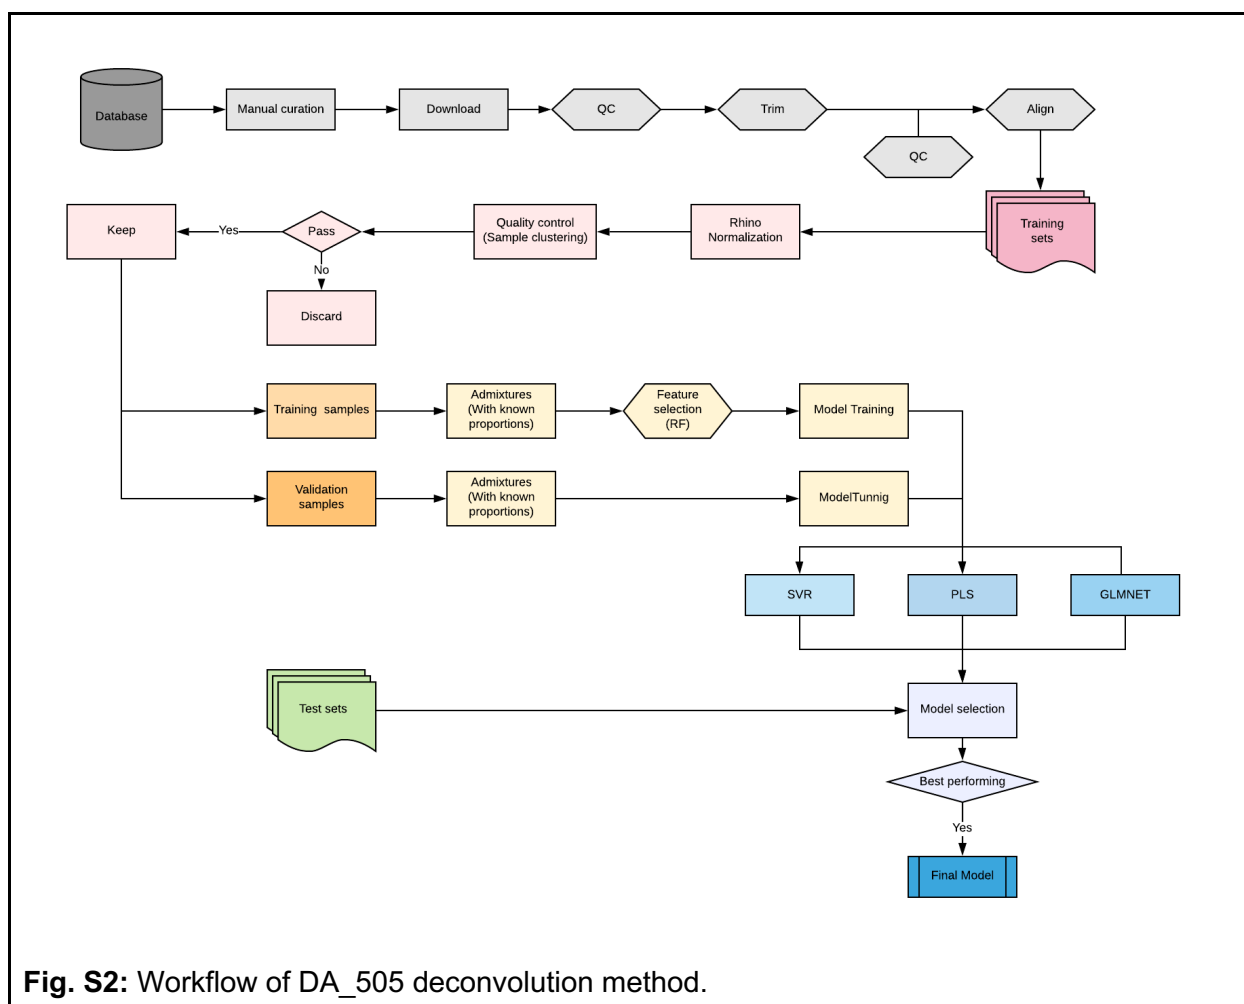 Database
Manual curation
Download
QC
Trim
Align
QC
Keep
Yes
Pass
Quality control
(Sample clustering)
Rhino
Normalization
Training
sets
No
Discard
Training samples
Admixtures
(With known
proportions)
Feature
selection
(RF)
Model Training
Validation
samples
Admixtures
(With known
proportions)
ModelTunnig
SVR
PLS
GLMNET
Test sets
Model selection
Best performing
Yes
Final Model
Fig. S2: Workflow of DA_505 deconvolution method.